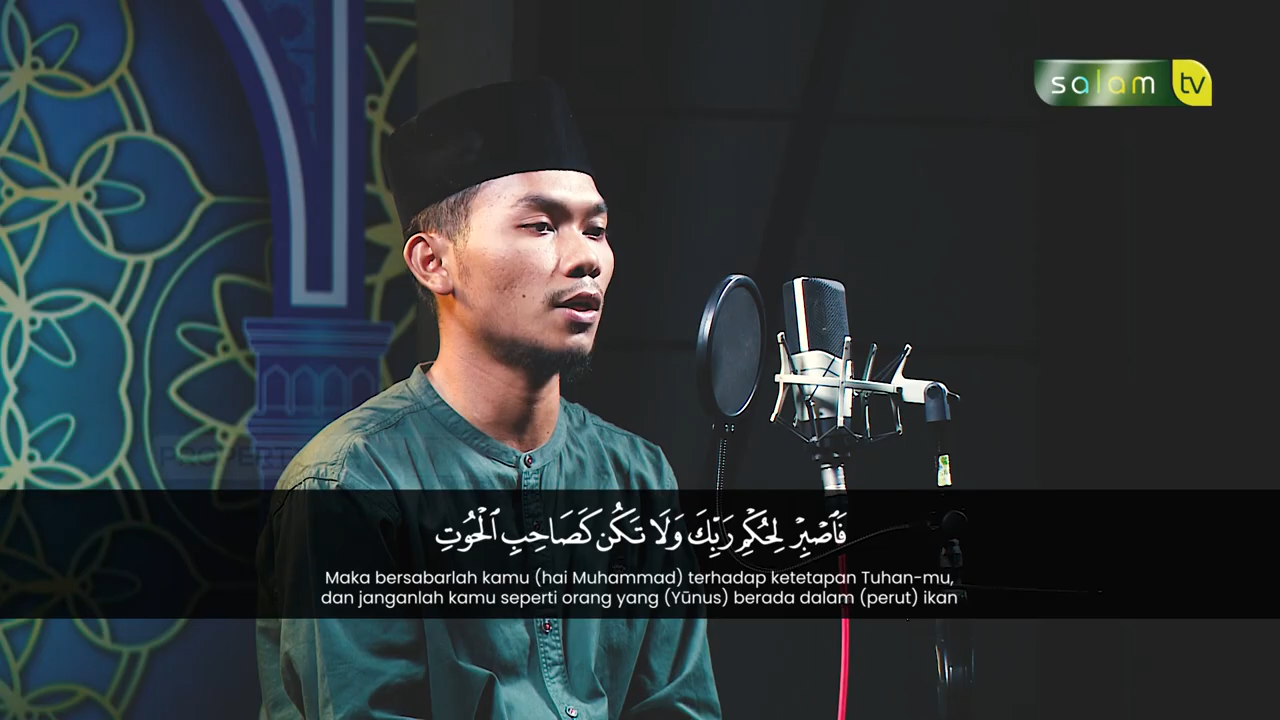 salam tv
PROPERT
فَٱصۡبِرۡ لِحُكۡمِ رَبِّكَ وَلَا تَكُن كَصَاحِبِ ٱلۡحُوتِ
Maka bersabarlah kamu (hai Muhammad) terhadap ketetapan Tuhan-mu,
dan janganlah kamu seperti orang yang (Yūnus) berada dalam (perut) ikan